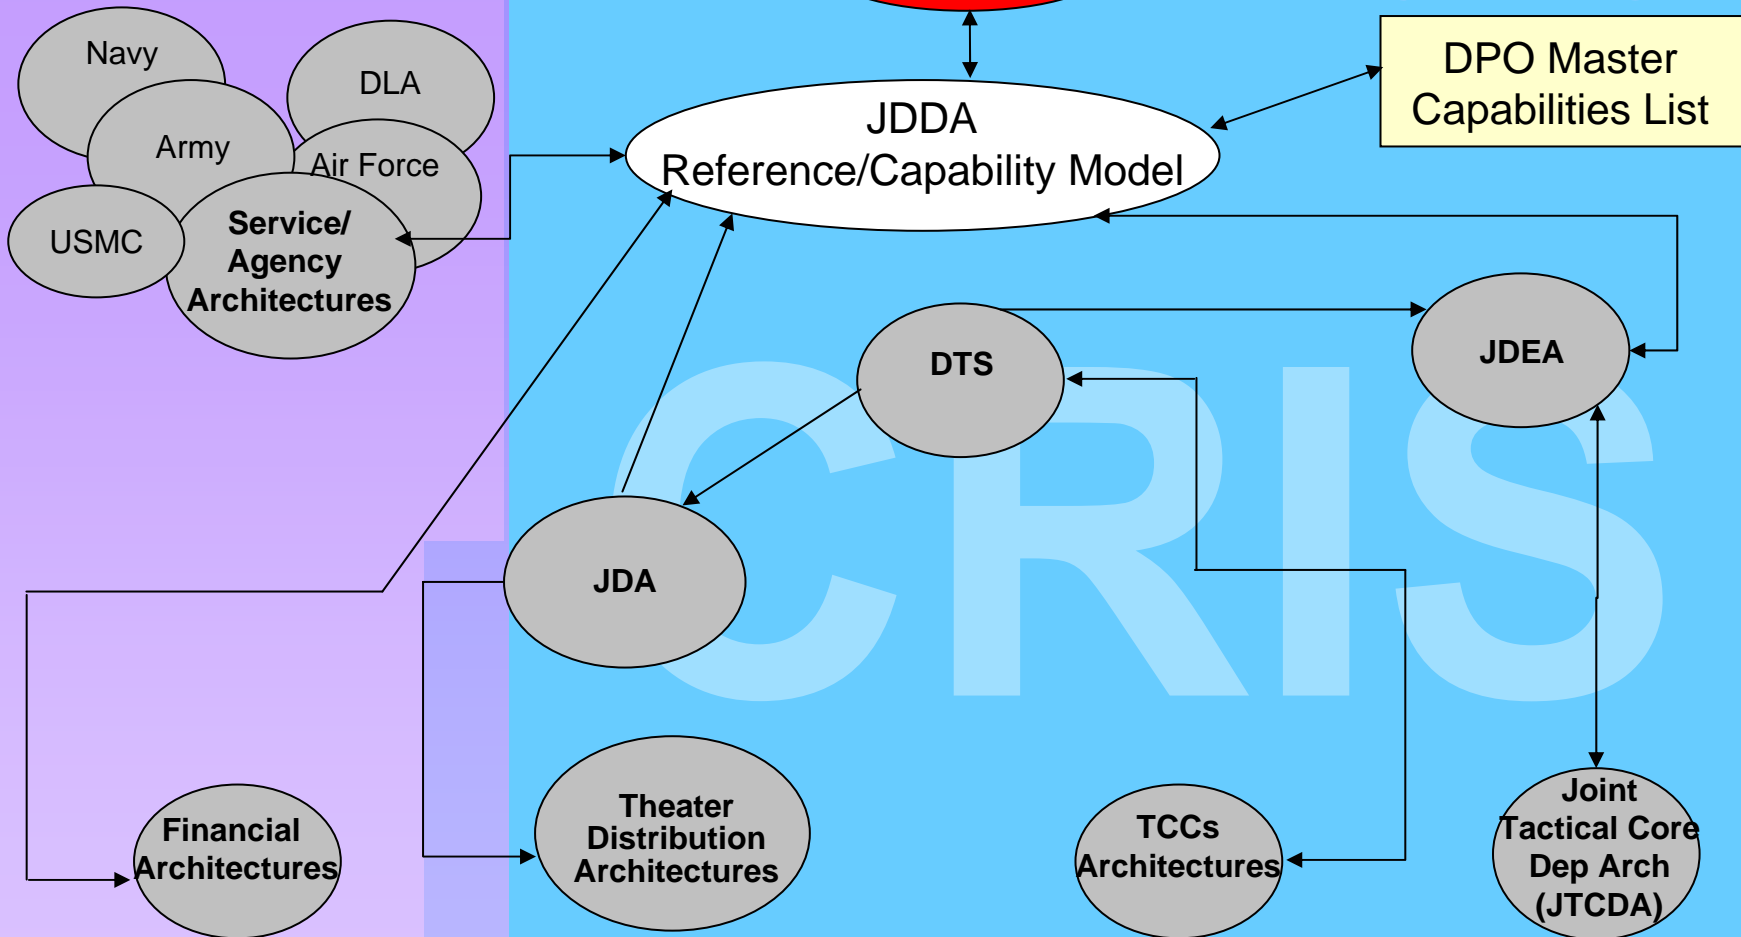 Navy
DLA
Army
Air Force
USMC
Service/
Agency
Architectures
JDDA
Reference/Capability Model
DPO Master
Capabilities List
DTS
JDEA
CRIS
JDA
Financial
Architectures
Theater
Distribution
Architectures
TCCs
Architectures
Joint
Tactical Core
Dep Arch
(JTCDA)